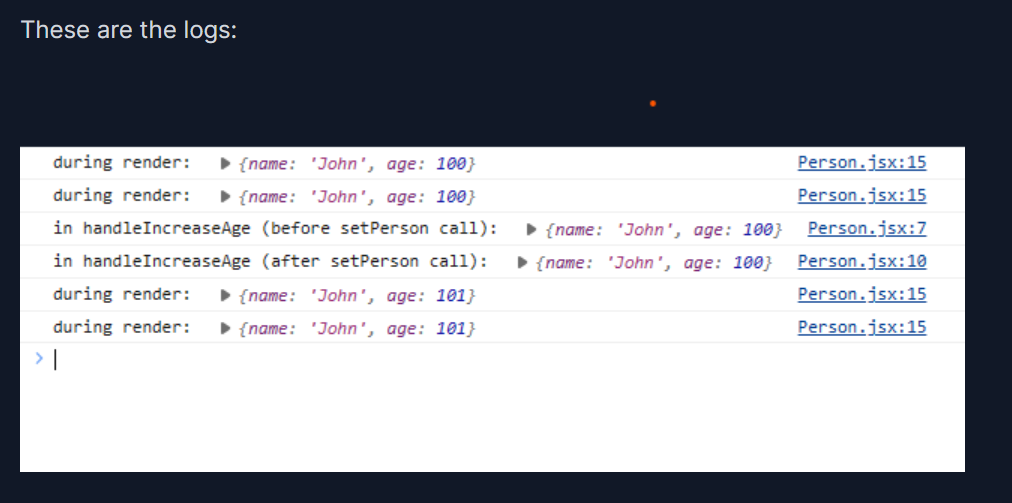 These are the logs:
during render: ▶ {name: 'John', age: 100} Person.jsx:15
during render: ▶ {name: 'John', age: 100} Person.jsx:15
in handleIncreaseAge (before setPerson call): ▶ {name: 'John', age: 100} Person.jsx:7
in handleIncreaseAge (after setPerson call): ▶ {name: 'John', age: 100} Person.jsx:10
during render: ▶ {name: 'John', age: 101} Person.jsx:15
during render: ▶ {name: 'John', age: 101} Person.jsx:15
>